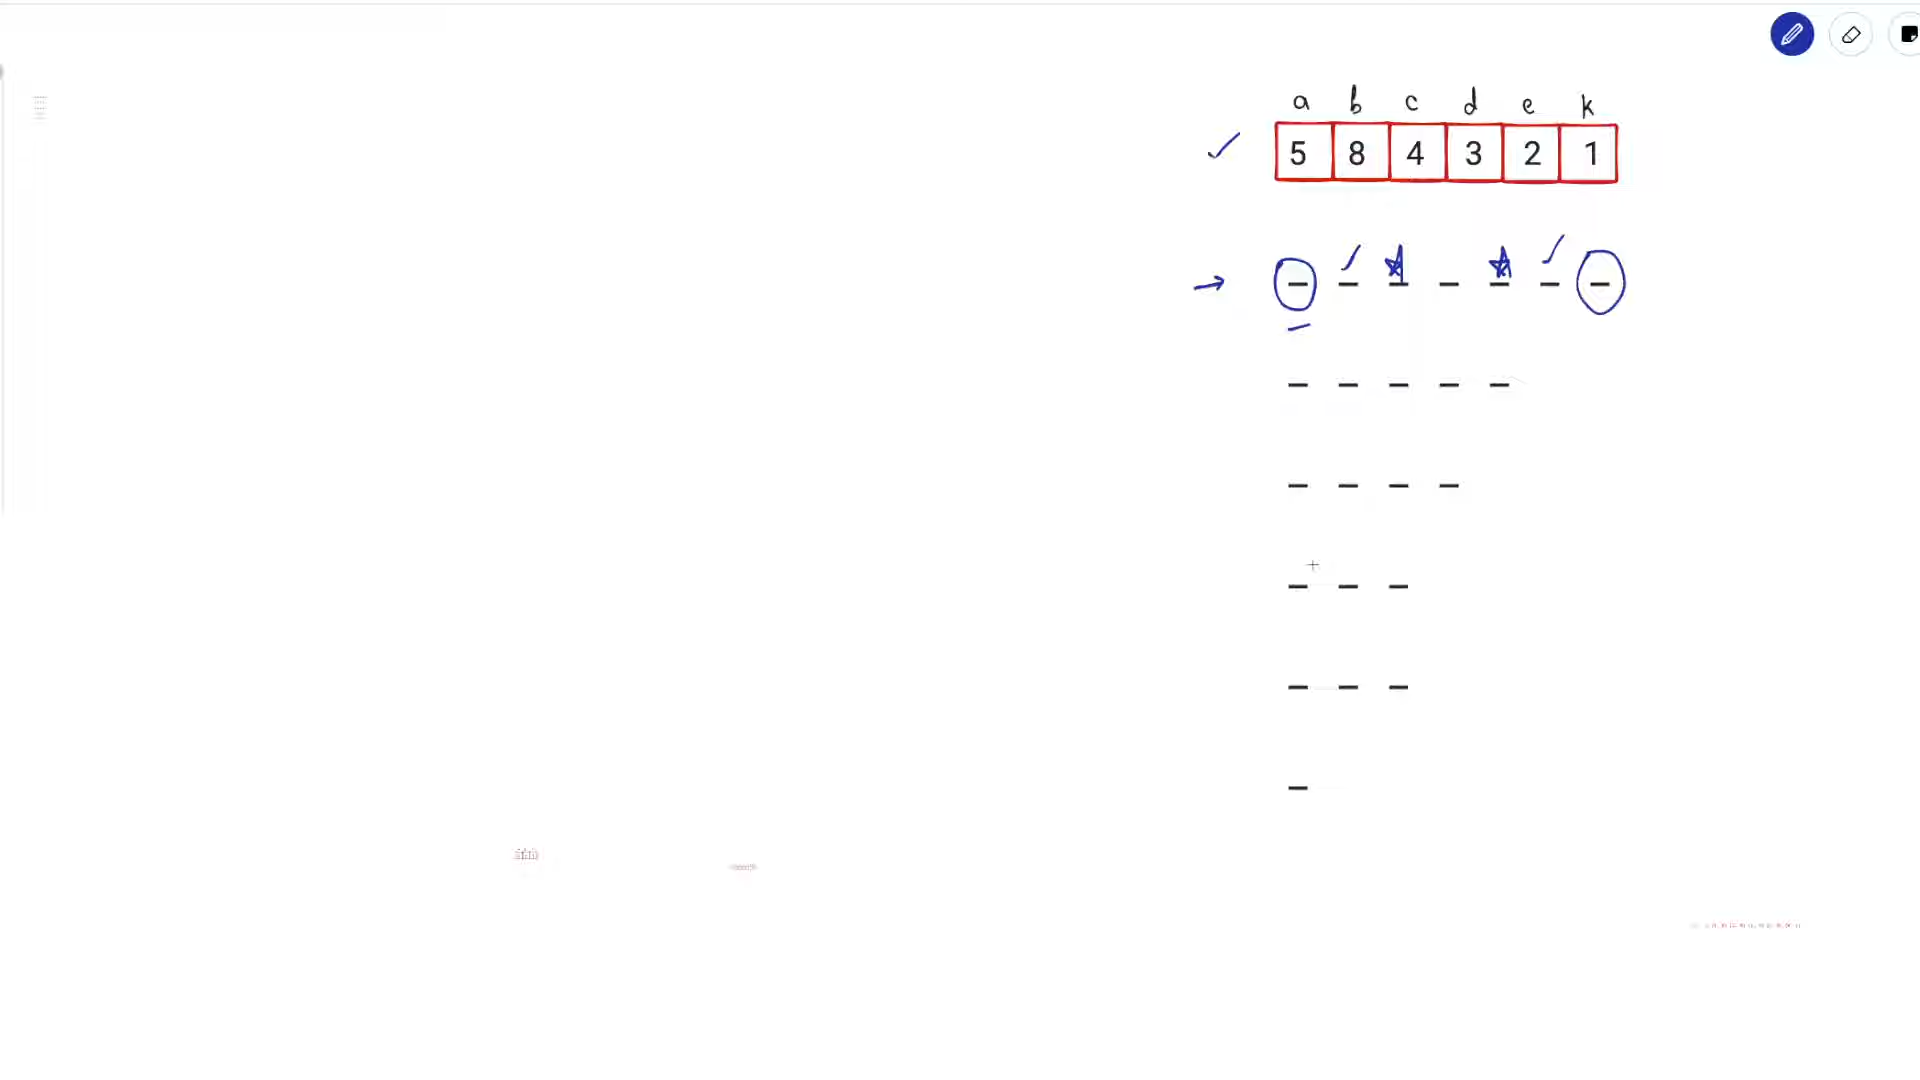 a b c d e k
5 8 4 3 2 1
_ _ _ _ _ _ _
_ _ _ _ _
_ _ _ _
_ _ _
_ _ _
_